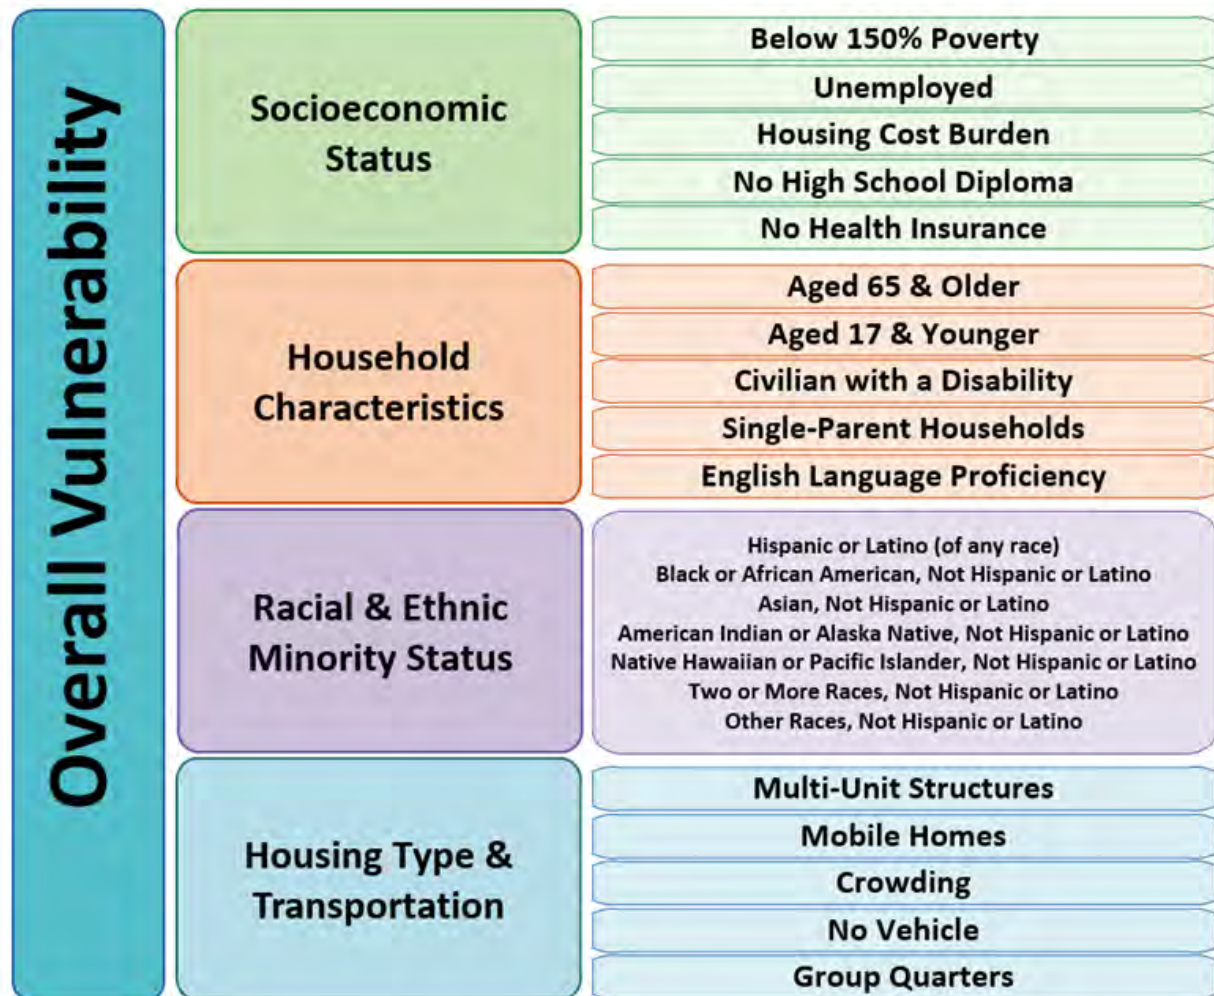 Overall Vulnerability
Socioeconomic
Status
Below 150% Poverty
Unemployed
Housing Cost Burden
No High School Diploma
No Health Insurance
Household
Characteristics
Aged 65 & Older
Aged 17 & Younger
Civilian with a Disability
Single-Parent Households
English Language Proficiency
Racial & Ethnic
Minority Status
Hispanic or Latino (of any race)
Black or African American, Not Hispanic or Latino
Asian, Not Hispanic or Latino
American Indian or Alaska Native, Not Hispanic or Latino
Native Hawaiian or Pacific Islander, Not Hispanic or Latino
Two or More Races, Not Hispanic or Latino
Other Races, Not Hispanic or Latino
Housing Type &
Transportation
Multi-Unit Structures
Mobile Homes
Crowding
No Vehicle
Group Quarters